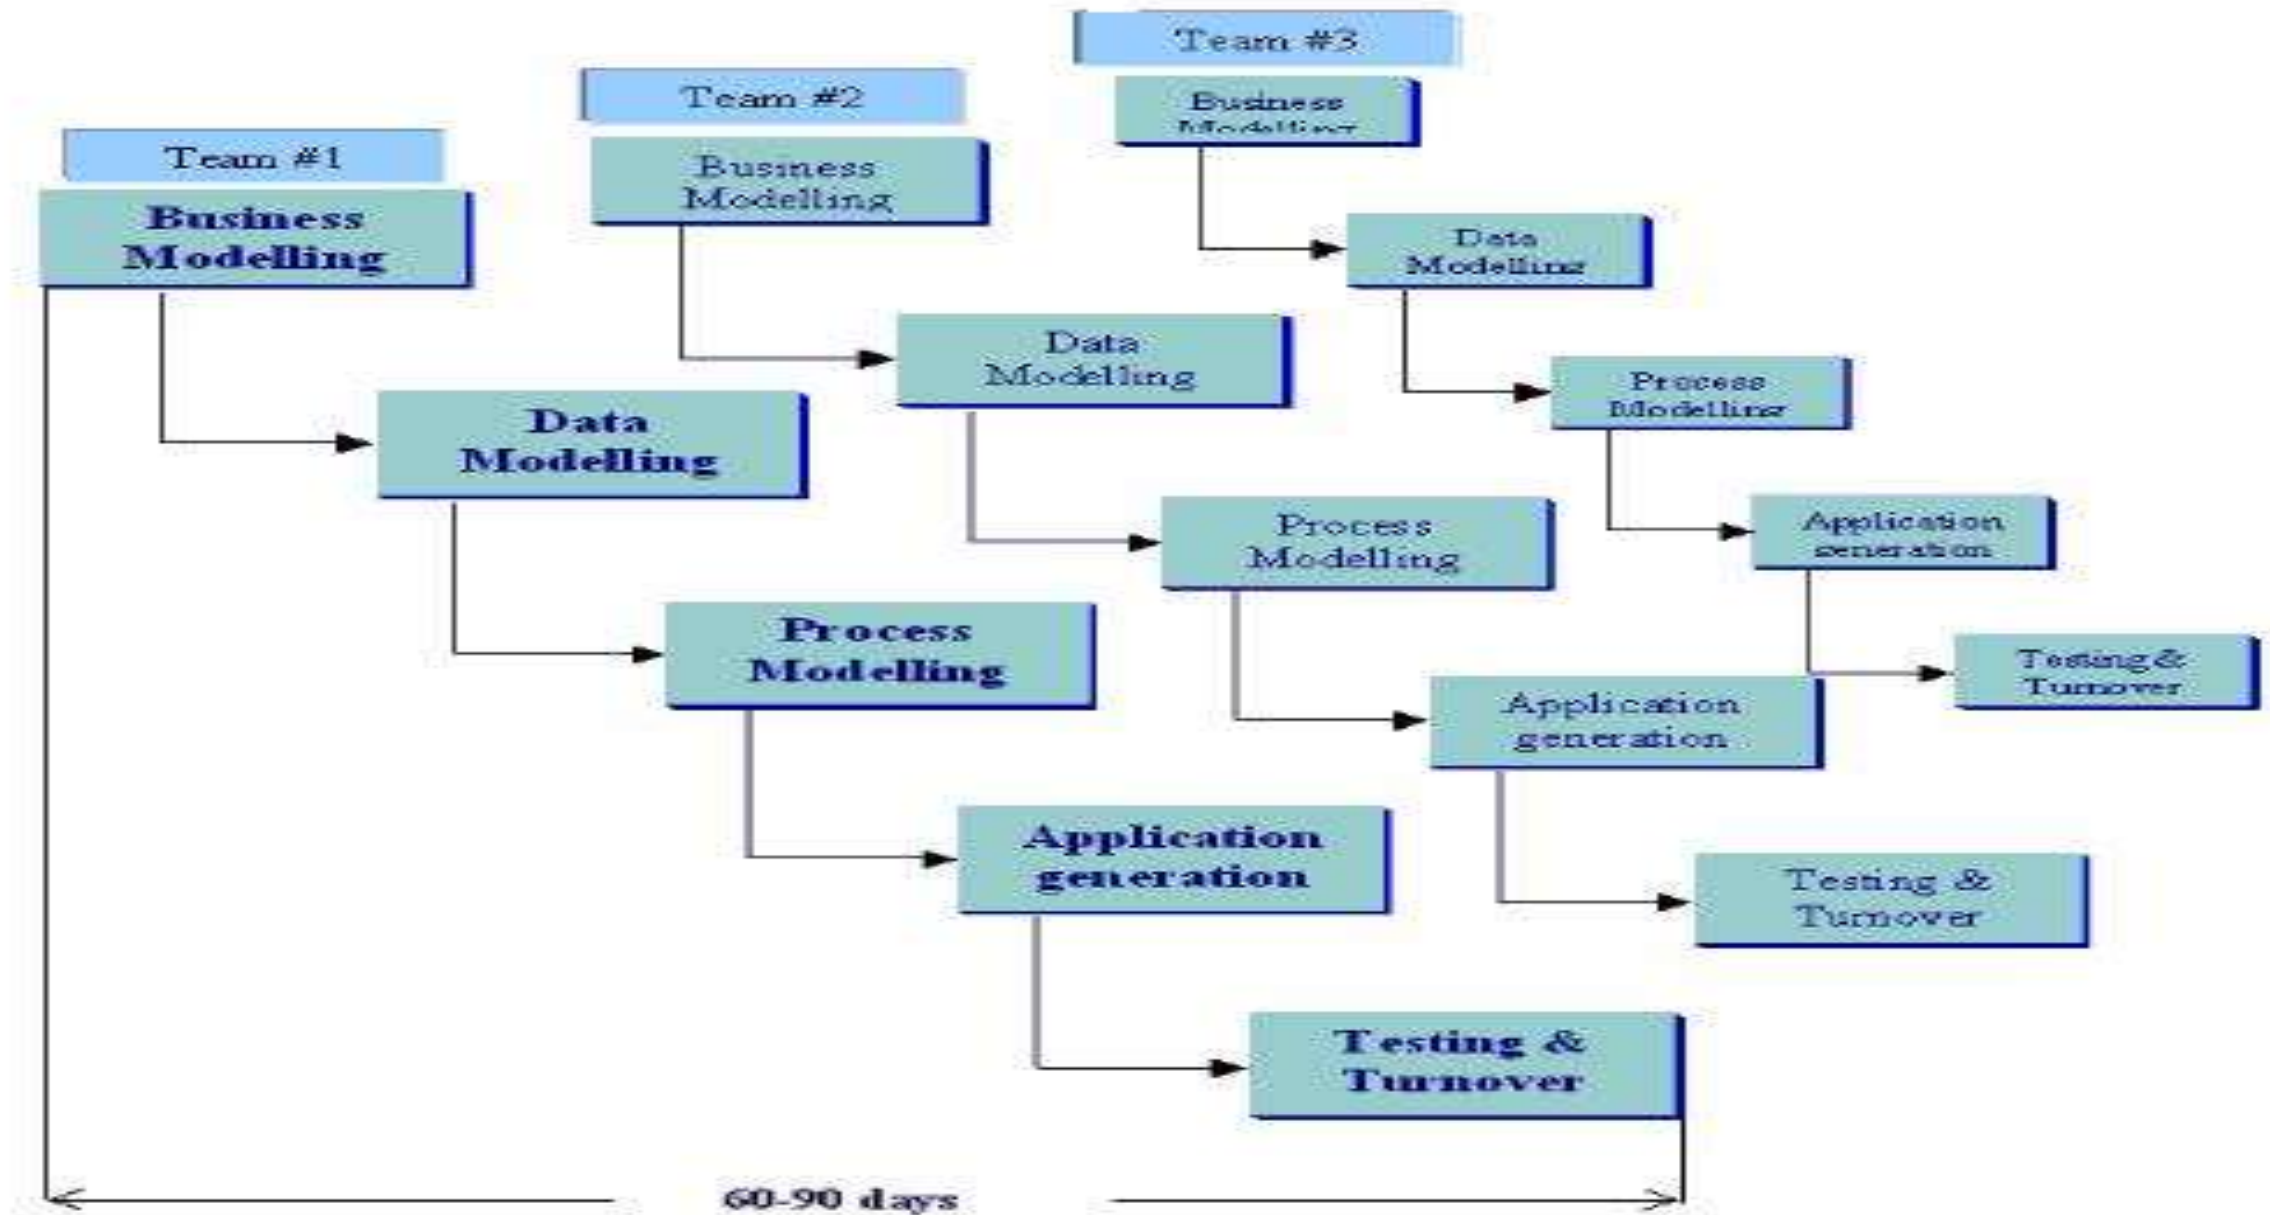 Team #1
Business
Modelling
Data
Modelling
Process
Modelling
Application
generation
Testing &
Turnover
Team #2
Business
Modelling
Data
Modelling
Process
Modelling
Application
generation
Testing &
Turnover
Team #3
Business
Modelling
Data
Modelling
Process
Modelling
Application
generation
Testing &
Turnover
60-90 days